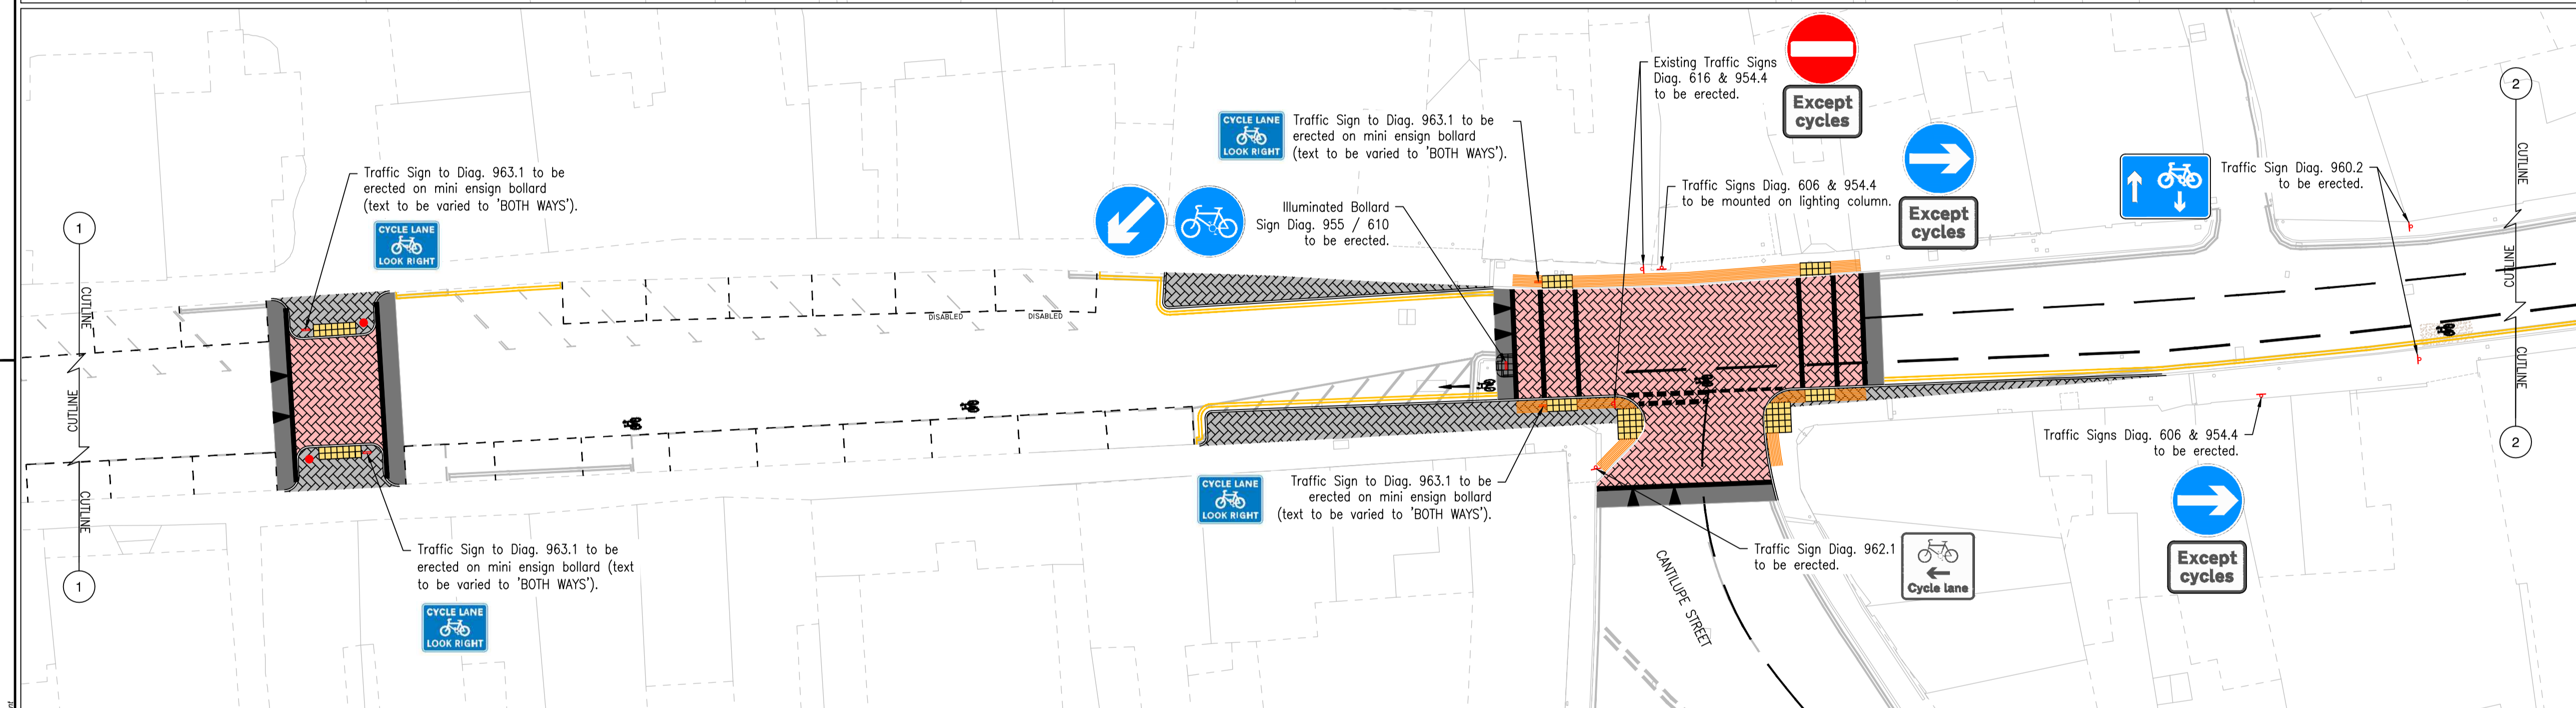 Existing Traffic Signs
Diag. 616 & 954.4
to be erected.
Except
cycles
CYCLE LANE
LOOK RIGHT
Traffic Sign to Diag. 963.1 to be
erected on mini ensign bollard
(text to be varied to 'BOTH WAYS').
Traffic Sign to Diag. 963.1 to be
erected on mini ensign bollard
(text to be varied to 'BOTH WAYS').
CYCLE LANE
LOOK RIGHT
Illuminated Bollard
Sign Diag. 955 / 610
to be erected.
Traffic Signs Diag. 606 & 954.4
to be mounted on lighting column.
Except
cycles
Traffic Sign Diag. 960.2
to be erected.
1
CUTLINE
CUTLINE
CUTLINE
1
2
CUTLINE
CUTLINE
CUTLINE
2
DISABLED
DISABLED
Traffic Sign to Diag. 963.1 to be
erected on mini ensign bollard (text
to be varied to 'BOTH WAYS').
CYCLE LANE
LOOK RIGHT
CYCLE LANE
LOOK RIGHT
Traffic Sign to Diag. 963.1 to be
erected on mini ensign bollard
(text to be varied to 'BOTH WAYS').
Traffic Signs Diag. 606 & 954.4
to be erected.
Except
cycles
Traffic Sign Diag. 962.1
to be erected.
Cycle lane
CANTILUPE STREET